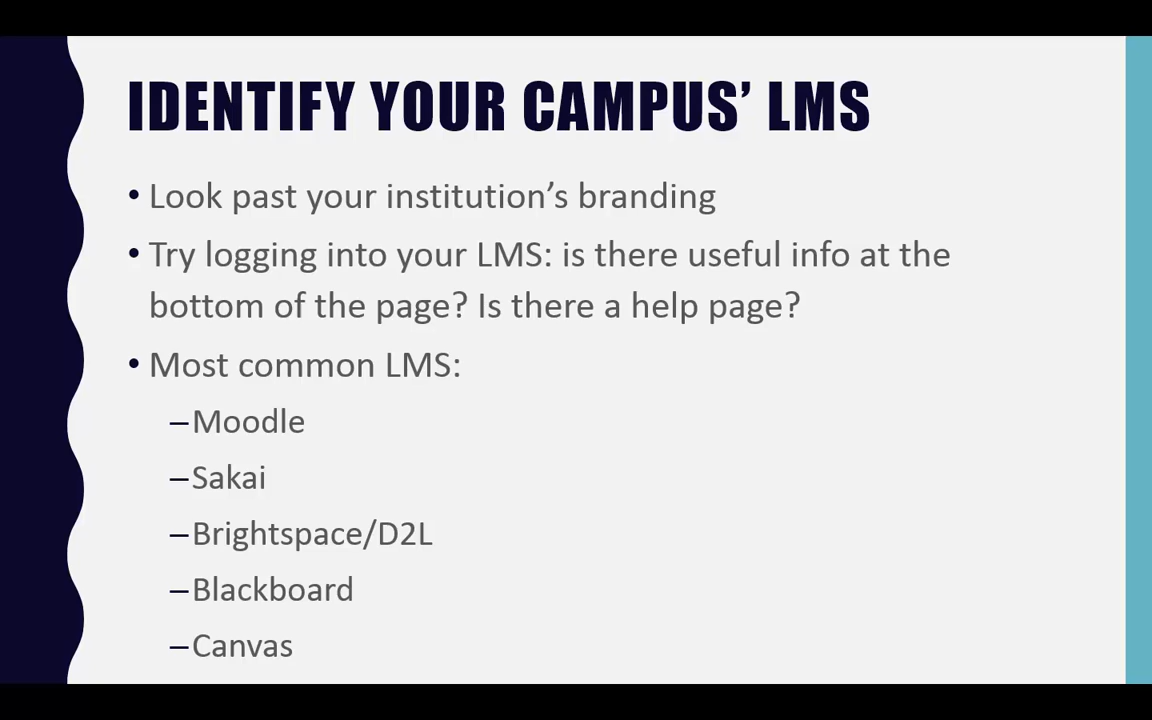 IDENTIFY YOUR CAMPUS’ LMS
• Look past your institution’s branding
• Try logging into your LMS: is there useful info at the
bottom of the page? Is there a help page?
• Most common LMS:
–Moodle
–Sakai
–Brightspace/D2L
–Blackboard
–Canvas